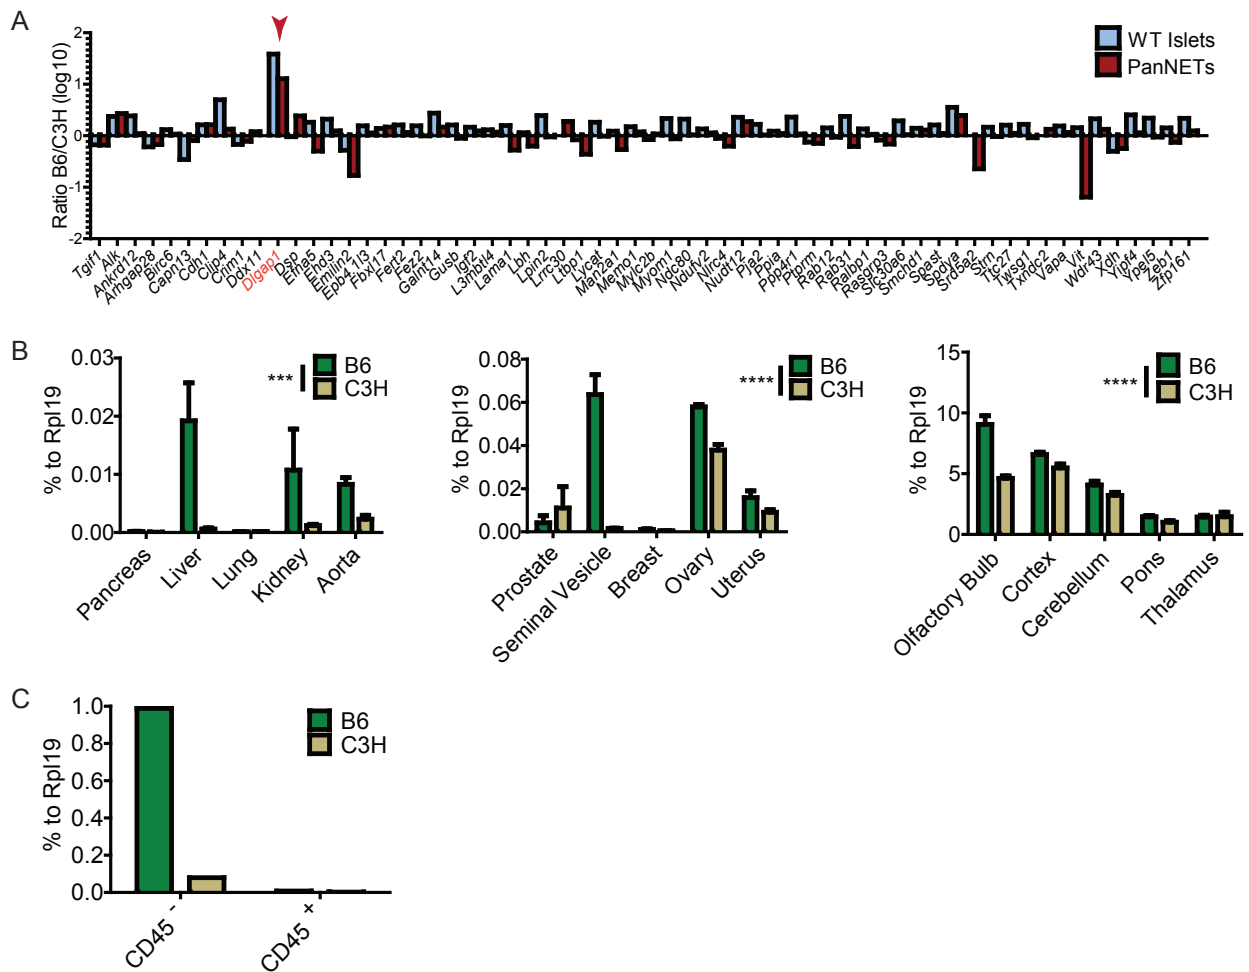 A
Ratio B6/C3H (log10)
2
1
0
-1
-2
WT Islets
PanNETs
Tgif1
Alk
Ankrd12
Arhgap28
Birc6
Capn13
Cdh1
Clip4
Crim1
Ddx11
Dlgap1
Dsp
Efna5
Ehd3
Emilin2
Epb4.1l3
Fbxl17
Fert2
Fez2
Galnt14
Gusp
Igf2
L3mbtl4
Lama1
Lbh
Lpin2
Lrrc30
Ltbp1
Lycat
Man2a1
Memo1
Mylc2b
Myom1
Ndc80
Ndufv2
Nlrc4
Nudt12
Pja2
Ppia
Ppp4r1
Ptprm
Rab12
Rab31
Ralbp1
Rasgrp3
Slc30a6
Smchd1
Spast
Spdya
Srd5a2
Strn
Ttc27
Twsg1
Txndc2
Vapa
Vit
Wdr43
Xdh
Yipf4
Ypel5
Zeb1
Zfp161
B
% to Rpl19
0.03
0.02
0.01
0.00
***
B6
C3H
Pancreas
Liver
Lung
Kidney
Aorta
% to Rpl19
0.08
0.06
0.04
0.02
0.00
****
B6
C3H
Prostate
Seminal Vesicle
Breast
Ovary
Uterus
% to Rpl19
15
10
5
0
****
B6
C3H
Olfactory Bulb
Cortex
Cerebellum
Pons
Thalamus
C
% to Rpl19
1.0
0.8
0.6
0.4
0.2
0.0
B6
C3H
CD45 -
CD45 +